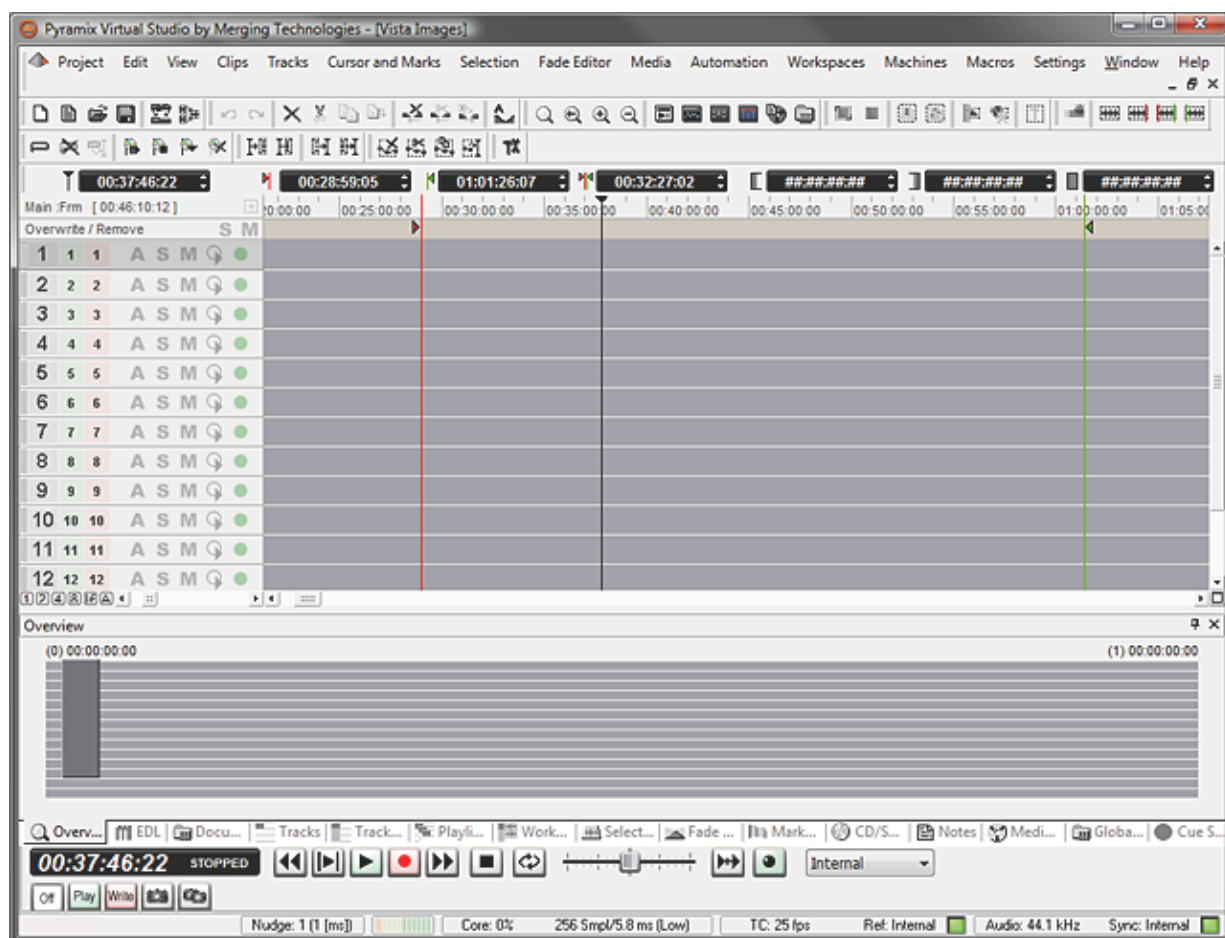 Pyramix Virtual Studio by Merging Technologies - [Vista Images]
Project Edit View Clips Tracks Cursor and Marks Selection Fade Editor Media Automation Workspaces Machines Macros Settings Window Help
00:37:46:22 00:28:59:05 01:01:26:07 00:32:27:02 ##:##:##:## ##:##:##:## ##:##:##:##
Main :Frm [ 00:46:10:12 ] 0:00:00 00:25:00:00 00:30:00:00 00:35:00:00 00:40:00:00 00:45:00:00 00:50:00:00 00:55:00:00 01:00:00:00 01:05:00
Overwrite / Remove S M
1 1 1 A S M
2 2 2 A S M
3 3 3 A S M
4 4 4 A S M
5 5 5 A S M
6 6 6 A S M
7 7 7 A S M
8 8 8 A S M
9 9 9 A S M
10 10 10 A S M
11 11 11 A S M
12 12 12 A S M
Overview
(0) 00:00:00:00 (1) 00:00:00:00
Overv... EDL Docu... Tracks Track... Playli... Work... Select... Fade ... Mark... CD/S... Notes Medi... Globa... Cue S...
00:37:46:22 STOPPED Internal
Off Play Write
Nudge: 1 (1 [ms]) Core: 0% 256 Smpl/5.8 ms (Low) TC: 25 fps Ref: Internal Audio: 44.1 kHz Sync: Internal